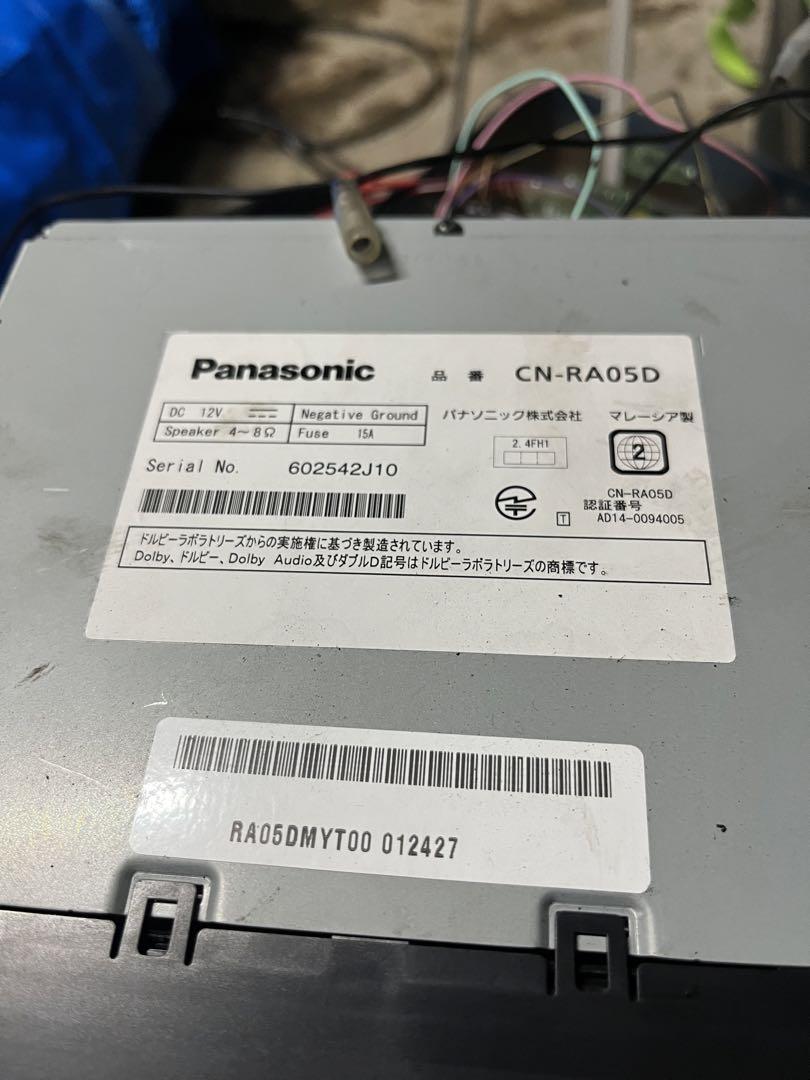 Panasonic 品番 CN-RA05D
DC 12V Negative Ground
Speaker 4~8Ω Fuse 15A
パナソニック株式会社 マレーシア製
2.4FH1
2
Serial No. 602542J10
CN-RA05D
認証番号
T AD14-0094005
ドルビーラボラトリーズからの実施権に基づき製造されています。
Dolby、ドルビー、Dolby Audio及びダブルD記号はドルビーラボラトリーズの商標です。
RA05DMYT00 012427